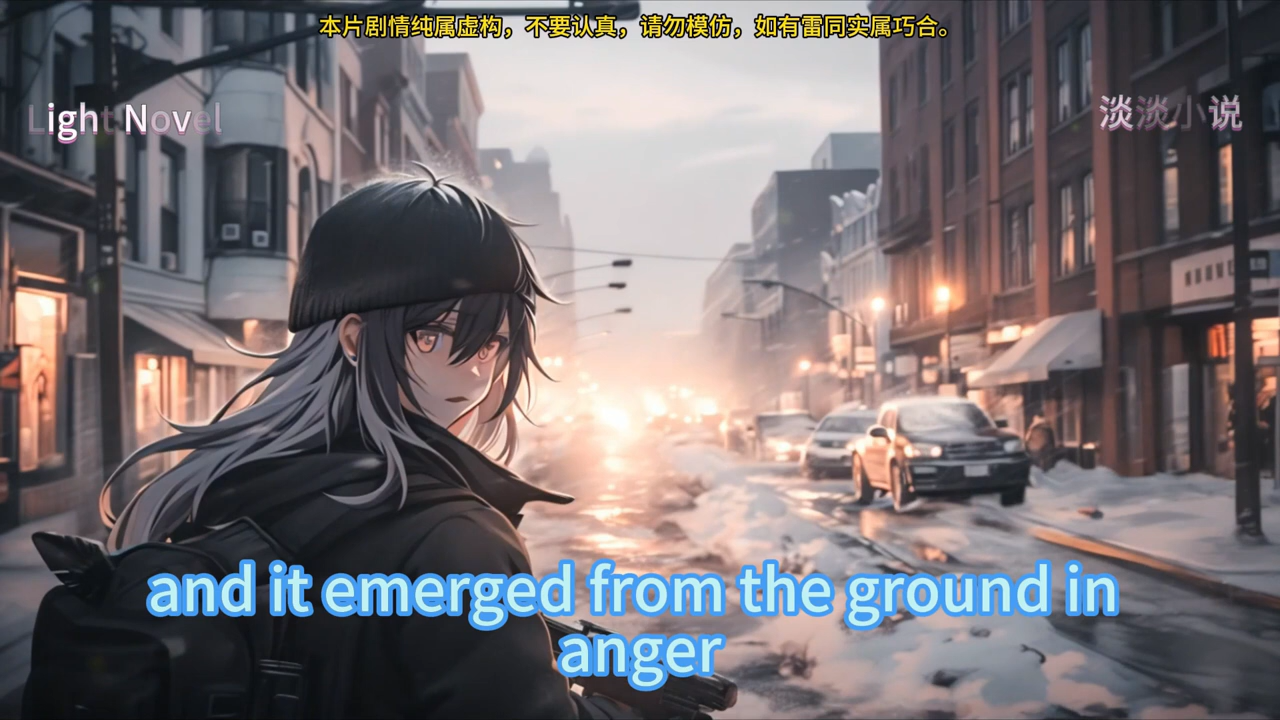 本片剧情纯属虚构，不要认真，请勿模仿，如有雷同实属巧合。
Light Novel
淡淡小说
and it emerged from the ground in
anger